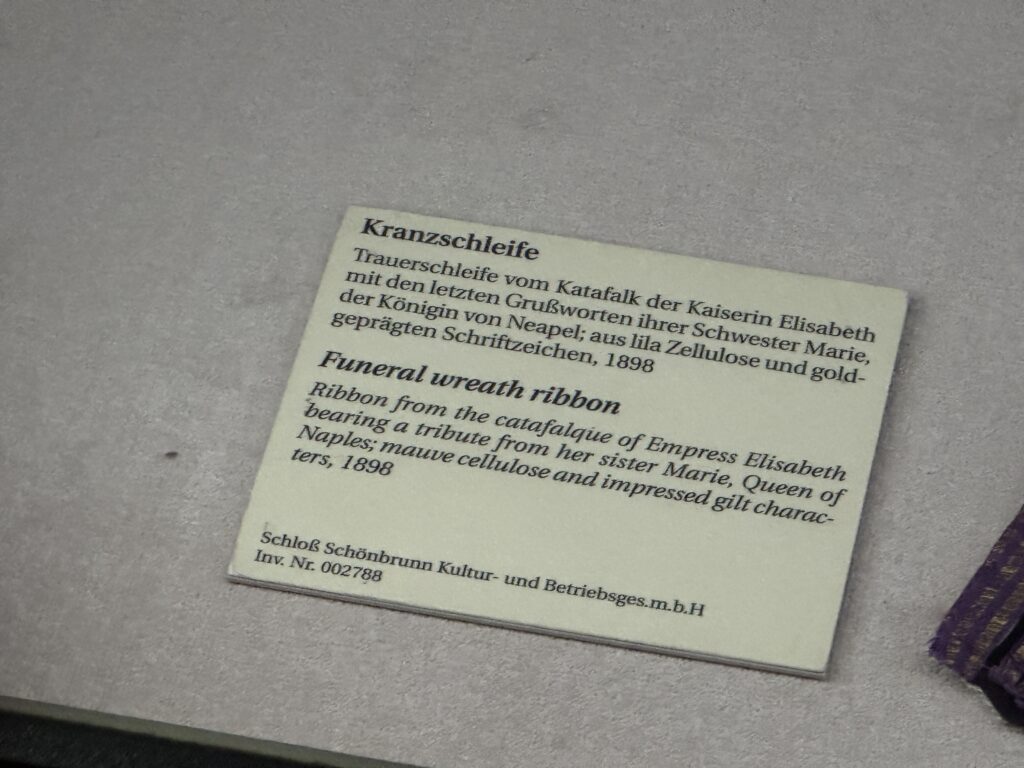 Kranzschleife
Trauerschleife vom Katafalk der Kaiserin Elisabeth
mit den letzten Grußworten ihrer Schwester Marie,
der Königin von Neapel; aus lila Zellulose und gold-
geprägten Schriftzeichen, 1898
Funeral wreath ribbon
Ribbon from the catafalque of Empress Elisabeth
bearing a tribute from her sister Marie, Queen of
Naples; mauve cellulose and impressed gilt charac-
ters, 1898
Schloß Schönbrunn Kultur- und Betriebsges.m.b.H
Inv. Nr. 002788